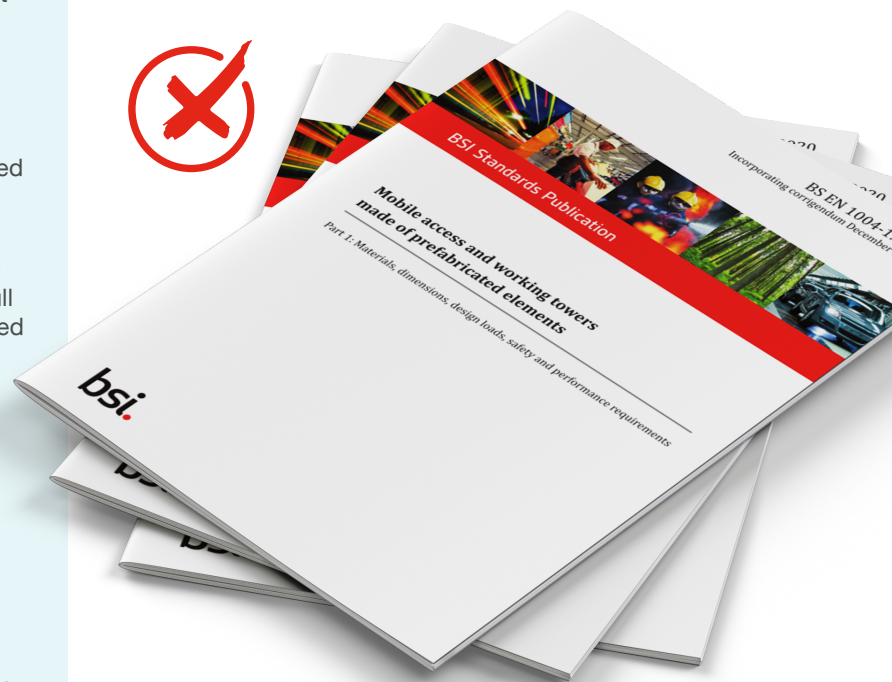 ed
ed
BSI Standards Publication
BS EN 1004-1:
Incorporating corrigendum December
Mobile access and working towers
made of prefabricated elements
Part 1: Materials, dimensions, design loads, safety and performance requirements
bsi.